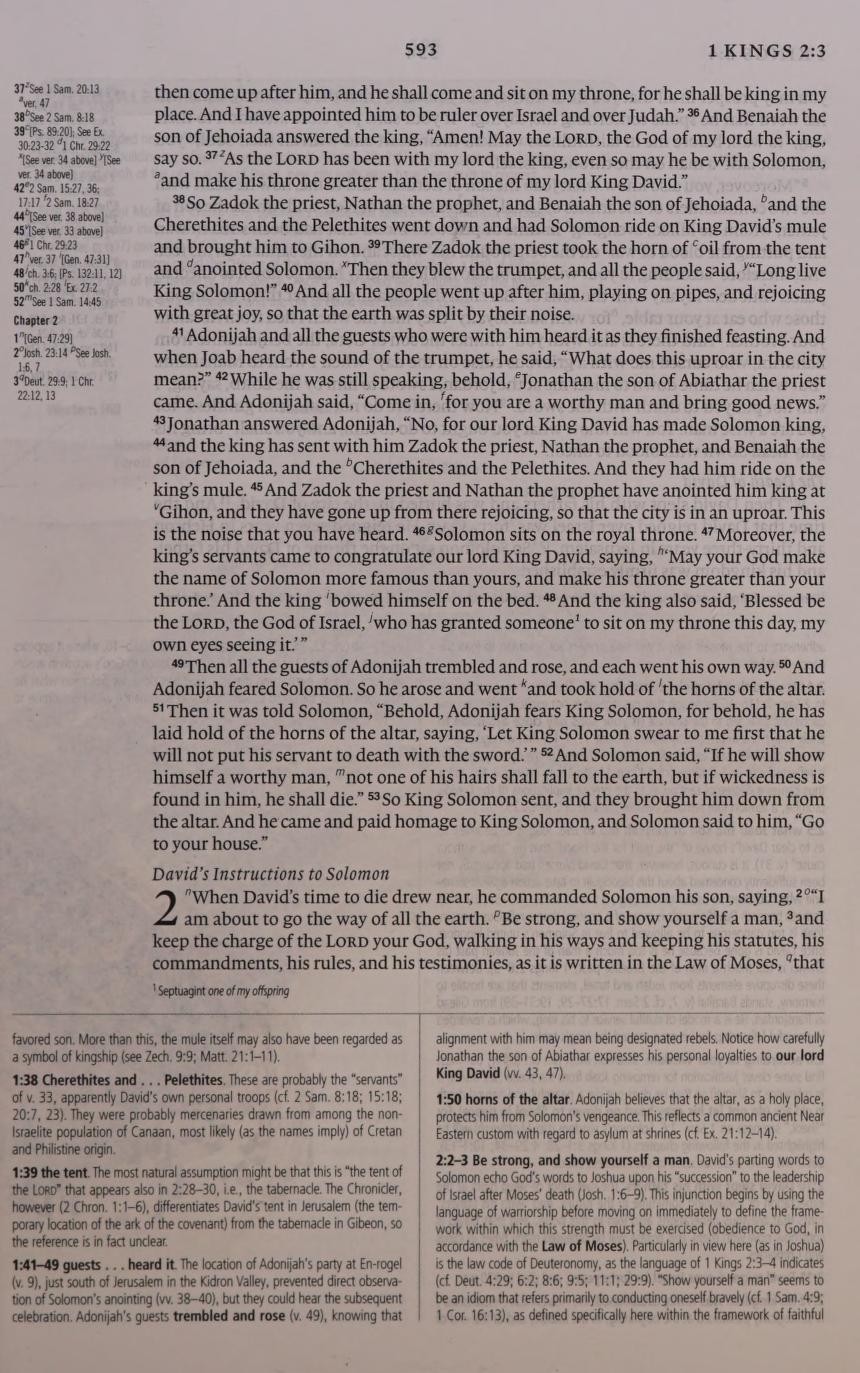 593
1 KINGS 2:3
37 zSee 1 Sam. 20:13
a ver. 47
38 bSee 2 Sam. 8:18
39 c[Ps. 89:20]; See Ex.
30:23-32 d1 Chr. 29:22
x[See ver. 34 above] y[See
ver. 34 above]
42 e2 Sam. 15:27, 36;
17:17 f2 Sam. 18:27
44 b[See ver. 38 above]
45 v[See ver. 33 above]
46 g1 Chr. 29:23
47 h ver. 37 i[Gen. 47:31]
48 j ch. 3:6; [Ps. 132:11, 12]
50 k ch. 2:28 l Ex. 27:2
52 m See 1 Sam. 14:45
Chapter 2
1 n[Gen. 47:29]
2 o Josh. 23:14 p See Josh.
1:6, 7
3 q Deut. 29:9; 1 Chr.
22:12, 13
then come up after him, and he shall come and sit on my throne, for he shall be king in my
place. And I have appointed him to be ruler over Israel and over Judah.” 36 And Benaiah the
son of Jehoiada answered the king, “Amen! May the LORD, the God of my lord the king,
say so. 37 zAs the LORD has been with my lord the king, even so may he be with Solomon,
a and make his throne greater than the throne of my lord King David.”
38 So Zadok the priest, Nathan the prophet, and Benaiah the son of Jehoiada, b and the
Cherethites and the Pelethites went down and had Solomon ride on King David’s mule
and brought him to Gihon. 39 There Zadok the priest took the horn of c oil from the tent
and d anointed Solomon. x Then they blew the trumpet, and all the people said, y “Long live
King Solomon!” 40 And all the people went up after him, playing on pipes, and rejoicing
with great joy, so that the earth was split by their noise.
41 Adonijah and all the guests who were with him heard it as they finished feasting. And
when Joab heard the sound of the trumpet, he said, “What does this uproar in the city
mean?” 42 While he was still speaking, behold, e Jonathan the son of Abiathar the priest
came. And Adonijah said, “Come in, f for you are a worthy man and bring good news.”
43 Jonathan answered Adonijah, “No, for our lord King David has made Solomon king,
44 and the king has sent with him Zadok the priest, Nathan the prophet, and Benaiah the
son of Jehoiada, and the b Cherethites and the Pelethites. And they had him ride on the
king’s mule. 45 And Zadok the priest and Nathan the prophet have anointed him king at
v Gihon, and they have gone up from there rejoicing, so that the city is in an uproar. This
is the noise that you have heard. 46 g Solomon sits on the royal throne. 47 Moreover, the
king’s servants came to congratulate our lord King David, saying, h ‘May your God make
the name of Solomon more famous than yours, and make his throne greater than your
throne.’ And the king i bowed himself on the bed. 48 And the king also said, ‘Blessed be
the LORD, the God of Israel, j who has granted someone1 to sit on my throne this day, my
own eyes seeing it.’”
49 Then all the guests of Adonijah trembled and rose, and each went his own way. 50 And
Adonijah feared Solomon. So he arose and went k and took hold of l the horns of the altar.
51 Then it was told Solomon, “Behold, Adonijah fears King Solomon, for behold, he has
laid hold of the horns of the altar, saying, ‘Let King Solomon swear to me first that he
will not put his servant to death with the sword.’” 52 And Solomon said, “If he will show
himself a worthy man, m not one of his hairs shall fall to the earth, but if wickedness is
found in him, he shall die.” 53 So King Solomon sent, and they brought him down from
the altar. And he came and paid homage to King Solomon, and Solomon said to him, “Go
to your house.”
David’s Instructions to Solomon
2 n When David’s time to die drew near, he commanded Solomon his son, saying, 2 o “I
am about to go the way of all the earth. p Be strong, and show yourself a man, 3 and
keep the charge of the LORD your God, walking in his ways and keeping his statutes, his
commandments, his rules, and his testimonies, as it is written in the Law of Moses, q that
1 Septuagint one of my offspring
favored son. More than this, the mule itself may also have been regarded as
a symbol of kingship (see Zech. 9:9; Matt. 21:1–11).
1:38 Cherethites and . . . Pelethites. These are probably the “servants”
of v. 33, apparently David’s own personal troops (cf. 2 Sam. 8:18; 15:18;
20:7, 23). They were probably mercenaries drawn from among the non-
Israelite population of Canaan, most likely (as the names imply) of Cretan
and Philistine origin.
1:39 the tent. The most natural assumption might be that this is “the tent of
the LORD” that appears also in 2:28–30, i.e., the tabernacle. The Chronicler,
however (2 Chron. 1:1–6), differentiates David’s tent in Jerusalem (the tem-
porary location of the ark of the covenant) from the tabernacle in Gibeon, so
the reference is in fact unclear.
1:41–49 guests . . . heard it. The location of Adonijah’s party at En-rogel
(v. 9), just south of Jerusalem in the Kidron Valley, prevented direct observa-
tion of Solomon’s anointing (vv. 38–40), but they could hear the subsequent
celebration. Adonijah’s guests trembled and rose (v. 49), knowing that
alignment with him may mean being designated rebels. Notice how carefully
Jonathan the son of Abiathar expresses his personal loyalties to our lord
King David (vv. 43, 47).
1:50 horns of the altar. Adonijah believes that the altar, as a holy place,
protects him from Solomon’s vengeance. This reflects a common ancient Near
Eastern custom with regard to asylum at shrines (cf. Ex. 21:12–14).
2:2–3 Be strong, and show yourself a man. David’s parting words to
Solomon echo God’s words to Joshua upon his “succession” to the leadership
of Israel after Moses’ death (Josh. 1:6–9). This injunction begins by using the
language of warriorship before moving on immediately to define the frame-
work within which this strength must be exercised (obedience to God, in
accordance with the Law of Moses). Particularly in view here (as in Joshua)
is the law code of Deuteronomy, as the language of 1 Kings 2:3–4 indicates
(cf. Deut. 4:29; 6:2; 8:6; 9:5; 11:1; 29:9). “Show yourself a man” seems to
be an idiom that refers primarily to conducting oneself bravely (cf. 1 Sam. 4:9;
1 Cor. 16:13), as defined specifically here within the framework of faithful